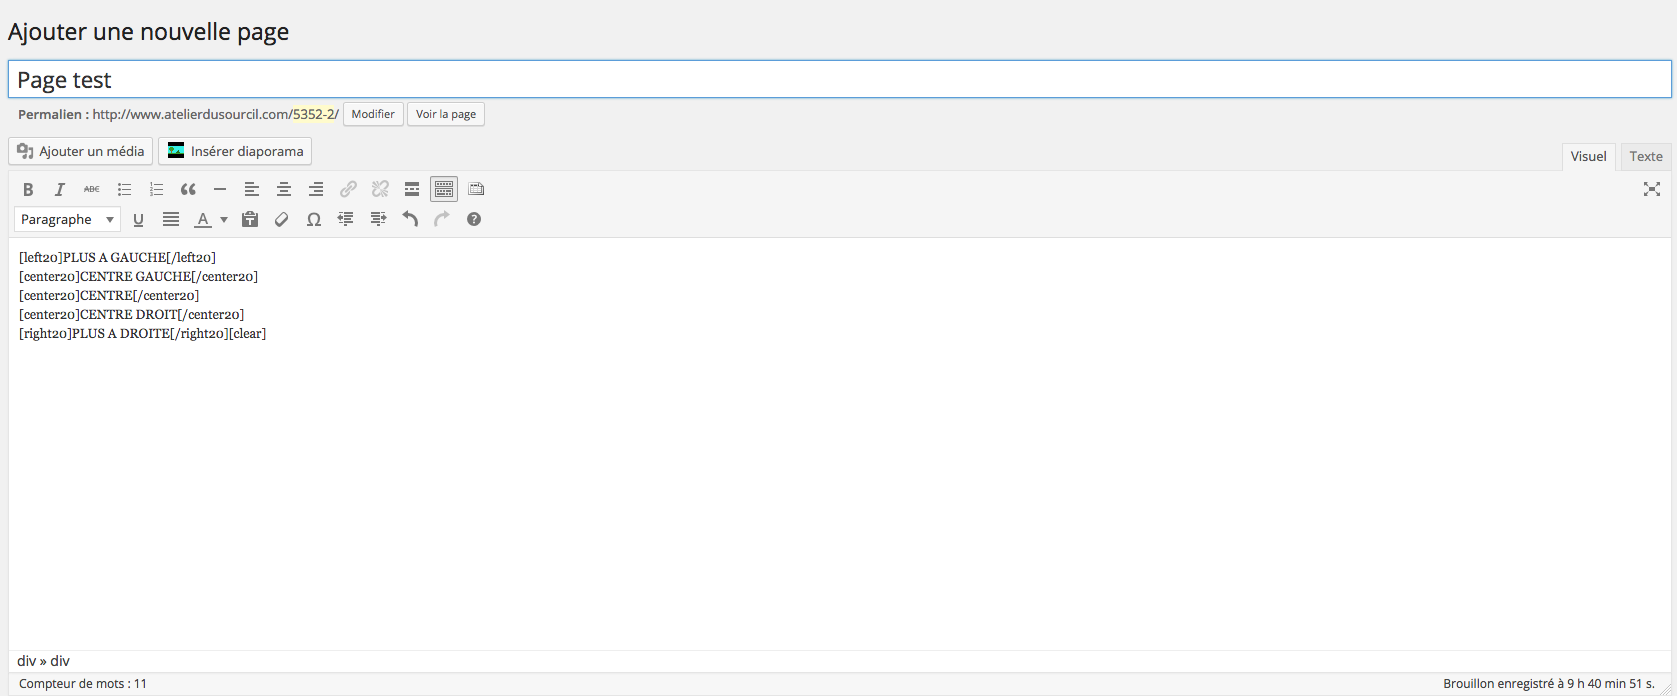 Ajouter une nouvelle page
Page test
Permalien : http://www.atelierdusourcil.com/5352-2/ Modifier Voir la page
Ajouter un média Insérer diaporama Visuel Texte
B I ABC
Paragraphe U A Ω ?
[left20]PLUS A GAUCHE[/left20]
[center20]CENTRE GAUCHE[/center20]
[center20]CENTRE[/center20]
[center20]CENTRE DROIT[/center20]
[right20]PLUS A DROITE[/right20][clear]
div » div
Compteur de mots : 11 Brouillon enregistré à 9 h 40 min 51 s.